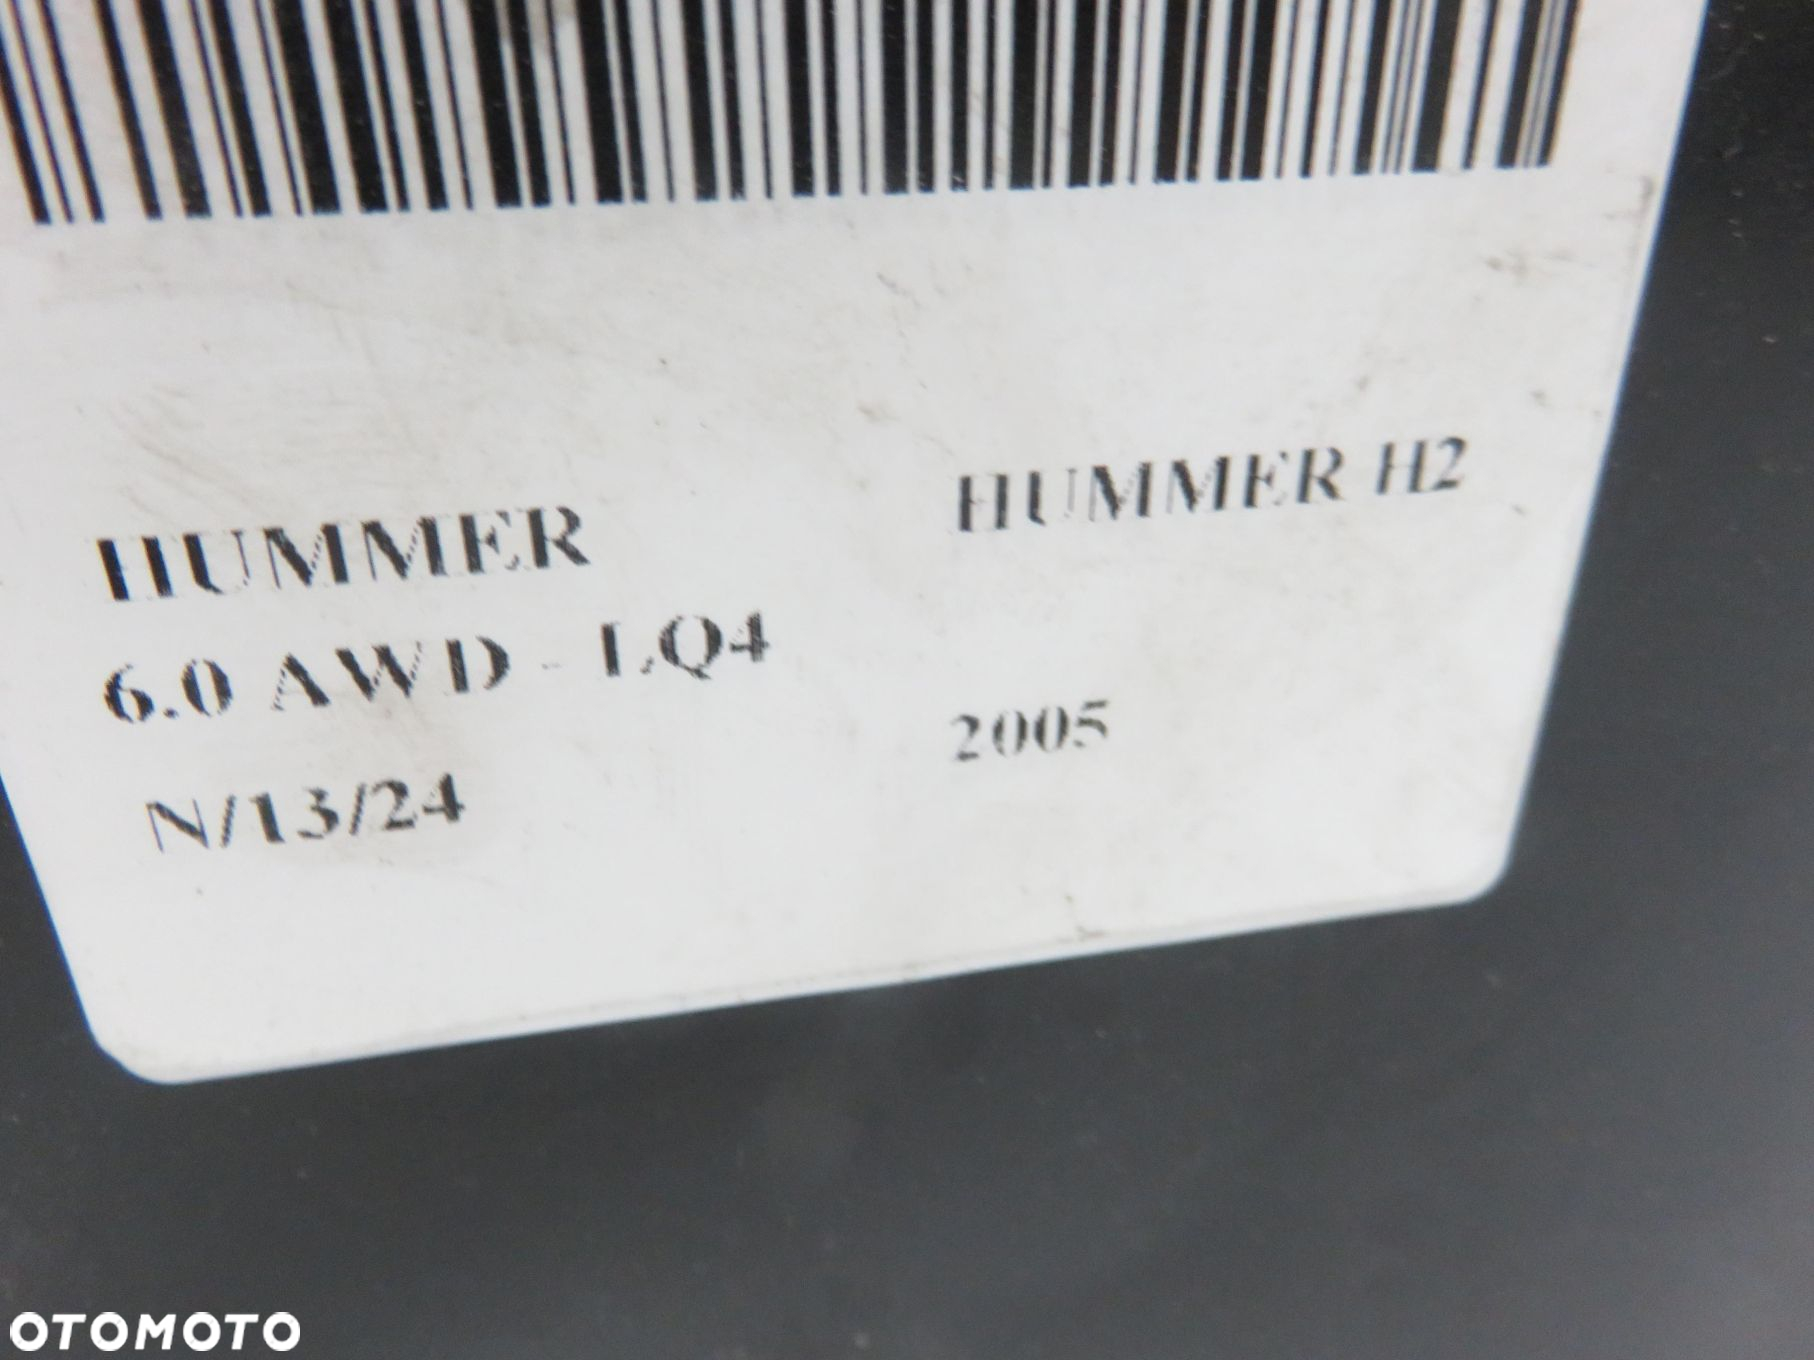 HUMMER HUMMER H2
6.0 AWD - LQ4
2005
N/13/24
OTOMOTO